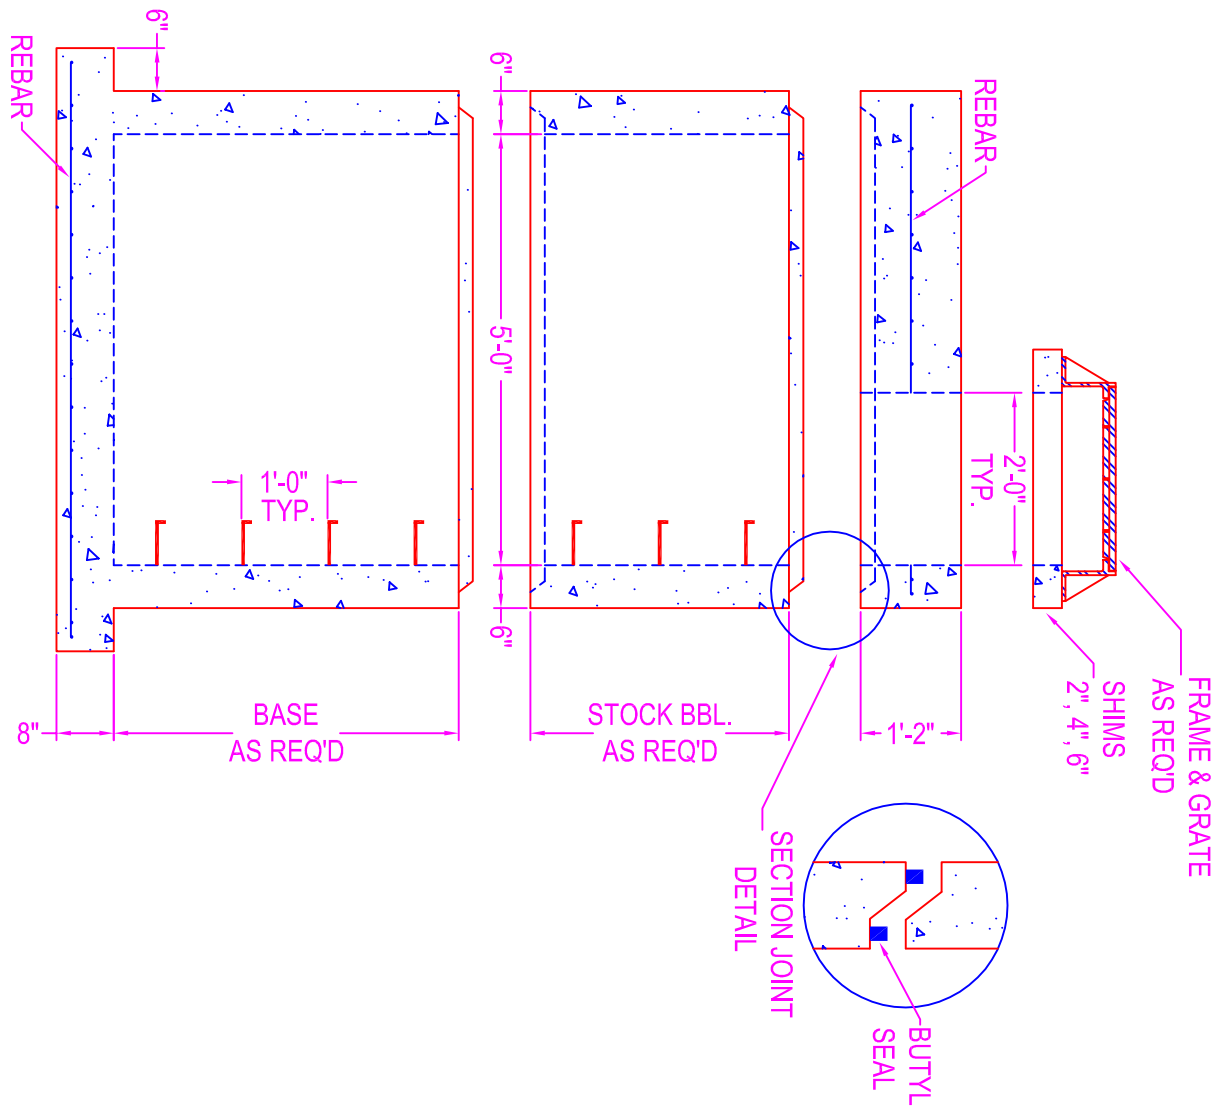 FRAME & GRATE
AS REQ'D
SHIMS
2", 4", 6"
REBAR
2'-0"
TYP.
1'-2"
6"
5'-0"
6"
STOCK BBL.
AS REQ'D
SECTION JOINT
DETAIL
BUTYL
SEAL
6"
REBAR
1'-0"
TYP.
BASE
AS REQ'D
8"